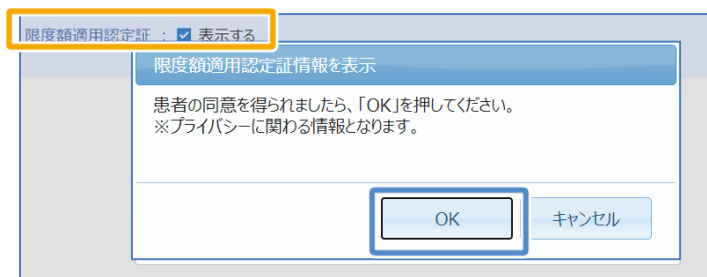 限度額適用認定証 : 表示する
限度額適用認定証情報を表示
患者の同意を得られましたら、「OK」を押してください。
※プライバシーに関わる情報となります。
OK キャンセル